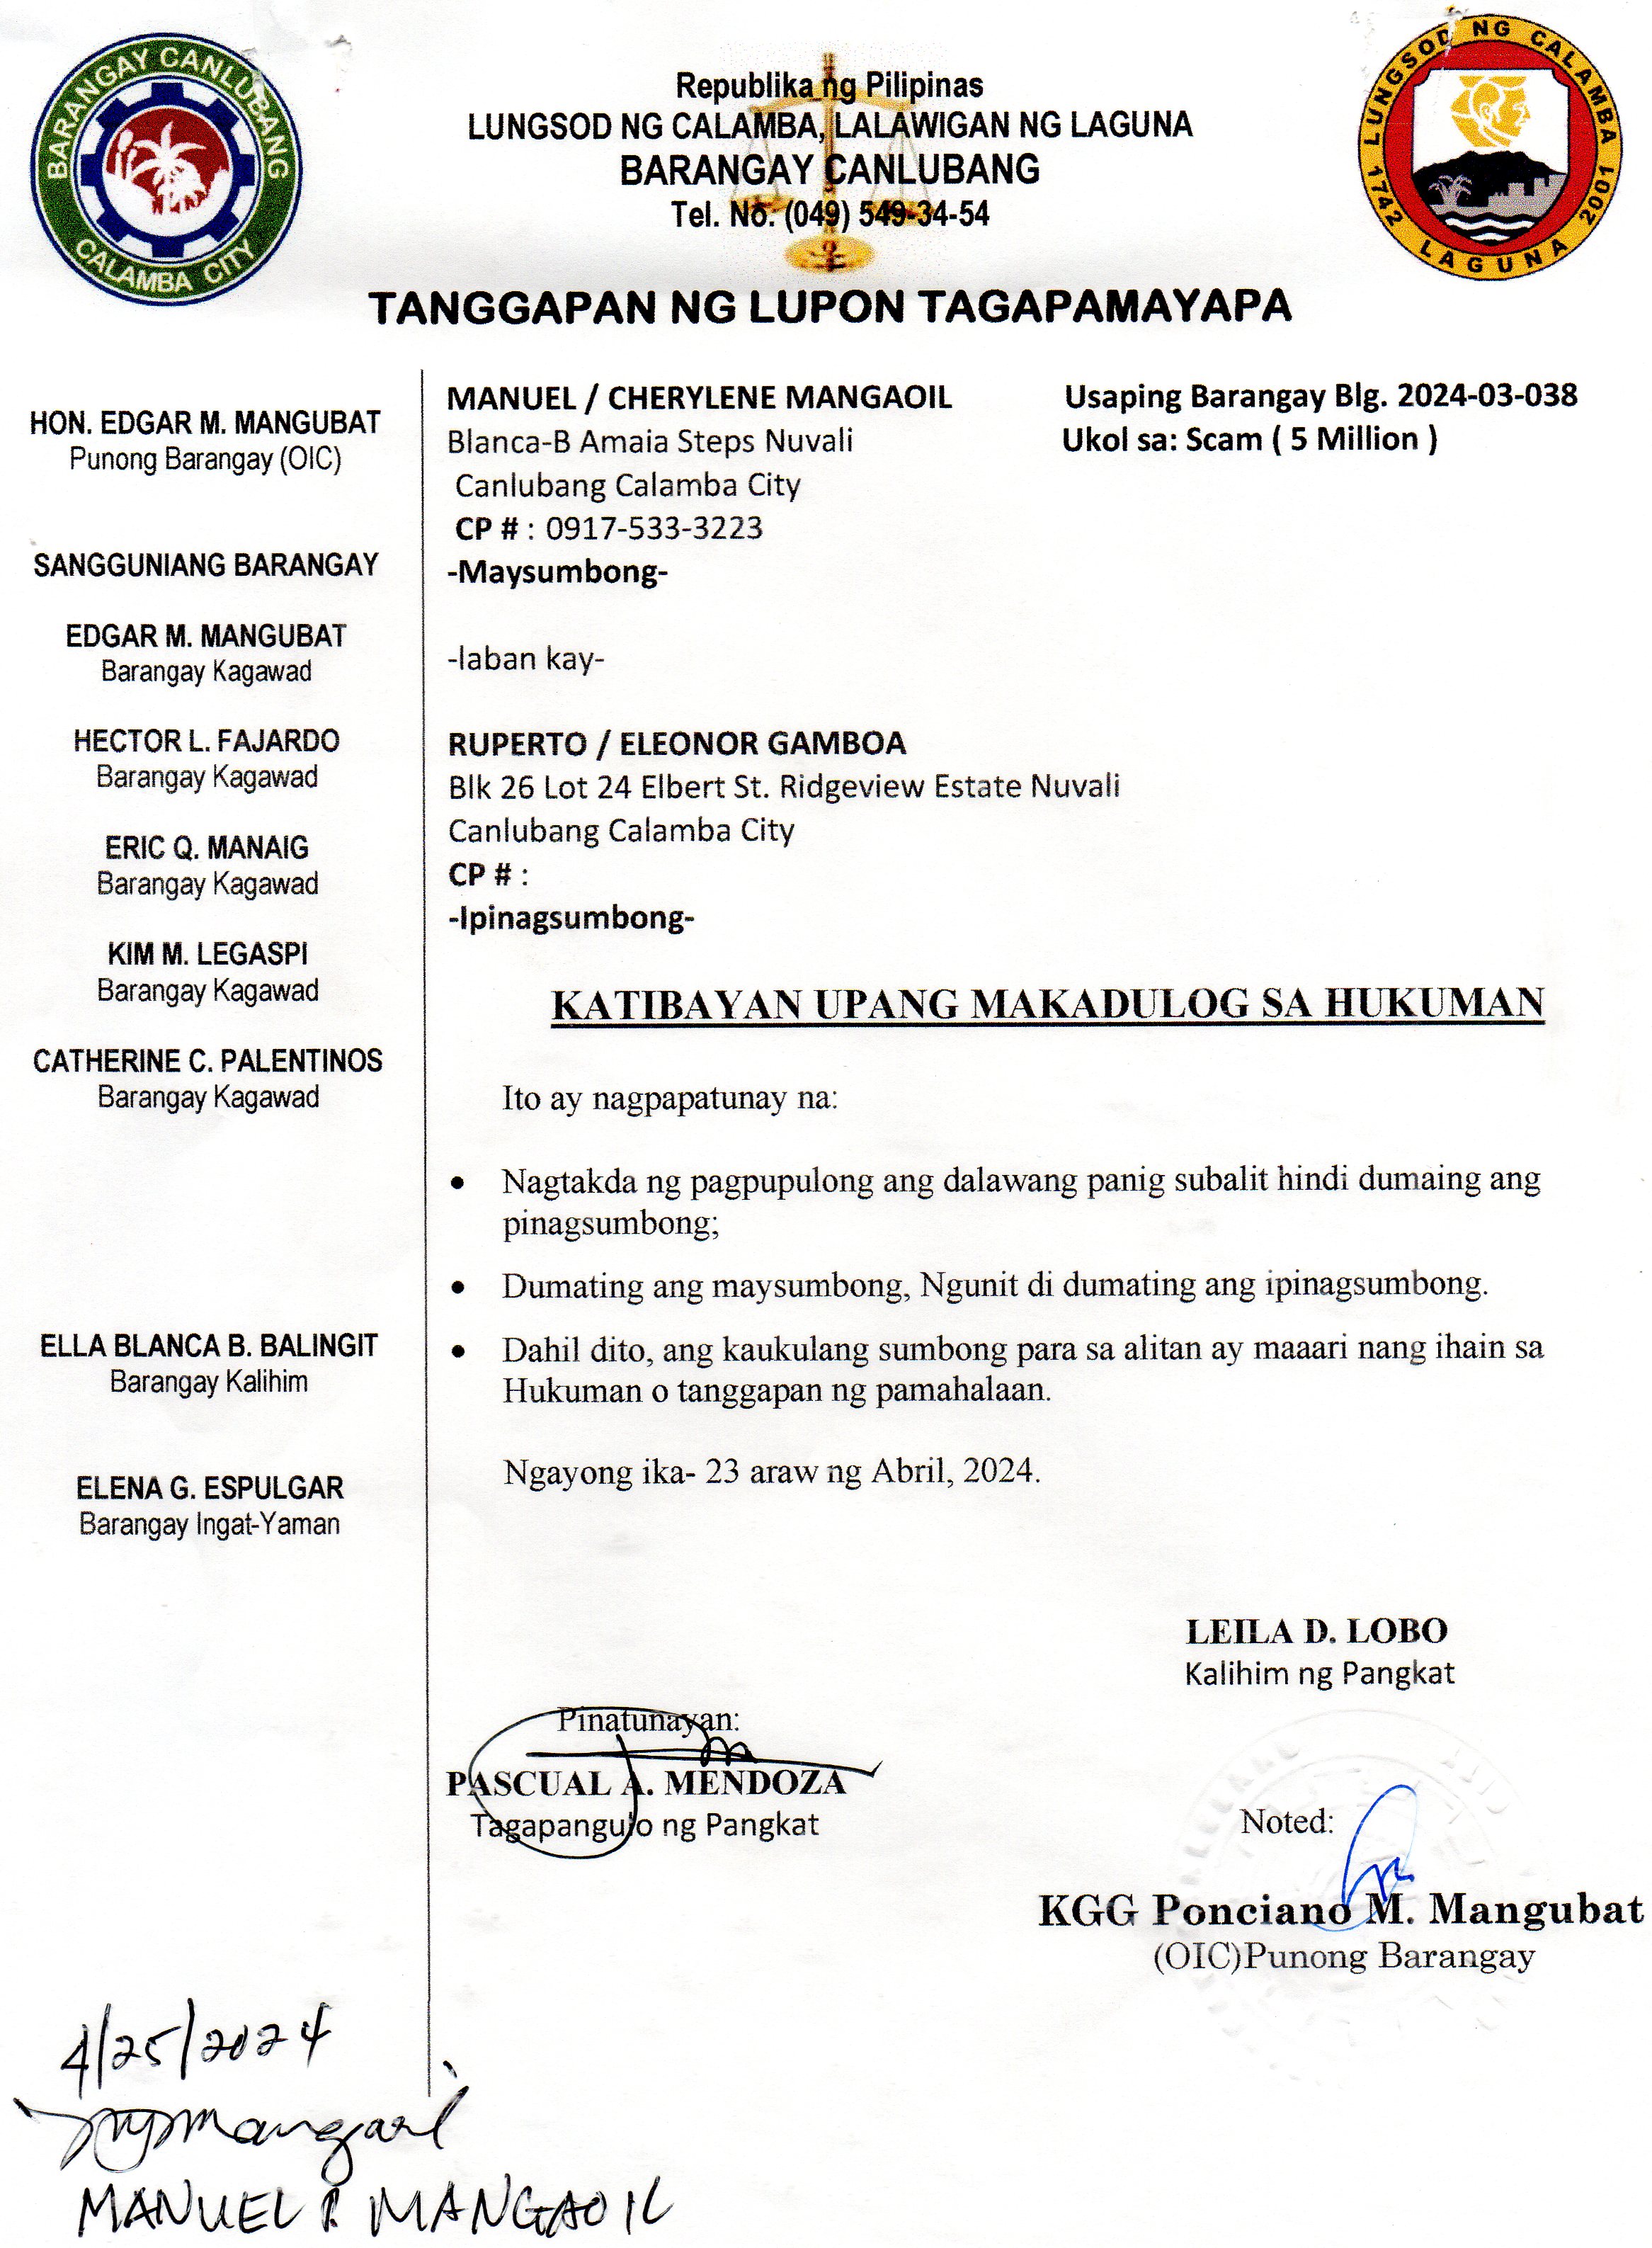 BARANGAY CANLUBANG
CALAMBA CITY
Republika ng Pilipinas
LUNGSOD NG CALAMBA, LALAWIGAN NG LAGUNA
BARANGAY CANLUBANG
Tel. No. (049) 549-34-54
LUNGSOD NG CALAMBA
1742 LAGUNA 2001
TANGGAPAN NG LUPON TAGAPAMAYAPA
HON. EDGAR M. MANGUBAT
Punong Barangay (OIC)
SANGGUNIANG BARANGAY
EDGAR M. MANGUBAT
Barangay Kagawad
HECTOR L. FAJARDO
Barangay Kagawad
ERIC Q. MANAIG
Barangay Kagawad
KIM M. LEGASPI
Barangay Kagawad
CATHERINE C. PALENTINOS
Barangay Kagawad
ELLA BLANCA B. BALINGIT
Barangay Kalihim
ELENA G. ESPULGAR
Barangay Ingat-Yaman
MANUEL / CHERYLENE MANGAOIL
Usaping Barangay Blg. 2024-03-038
Blanca-B Amaia Steps Nuvali
Ukol sa: Scam ( 5 Million )
Canlubang Calamba City
CP # : 0917-533-3223
-Maysumbong-
-laban kay-
RUPERTO / ELEONOR GAMBOA
Blk 26 Lot 24 Elbert St. Ridgeview Estate Nuvali
Canlubang Calamba City
CP # :
-Ipinagsumbong-
KATIBAYAN UPANG MAKADULOG SA HUKUMAN
Ito ay nagpapatunay na:
• Nagtakda ng pagpupulong ang dalawang panig subalit hindi dumaing ang
pinagsumbong;
• Dumating ang maysumbong, Ngunit di dumating ang ipinagsumbong.
• Dahil dito, ang kaukulang sumbong para sa alitan ay maaari nang ihain sa
Hukuman o tanggapan ng pamahalaan.
Ngayong ika- 23 araw ng Abril, 2024.
LEILA D. LOBO
Kalihim ng Pangkat
Pinatunayan:
PASCUAL A. MENDOZA
Tagapangulo ng Pangkat
Noted:
KGG Ponciano M. Mangubat
(OIC)Punong Barangay
4/25/2024
MANUEL P. MANGAOIL